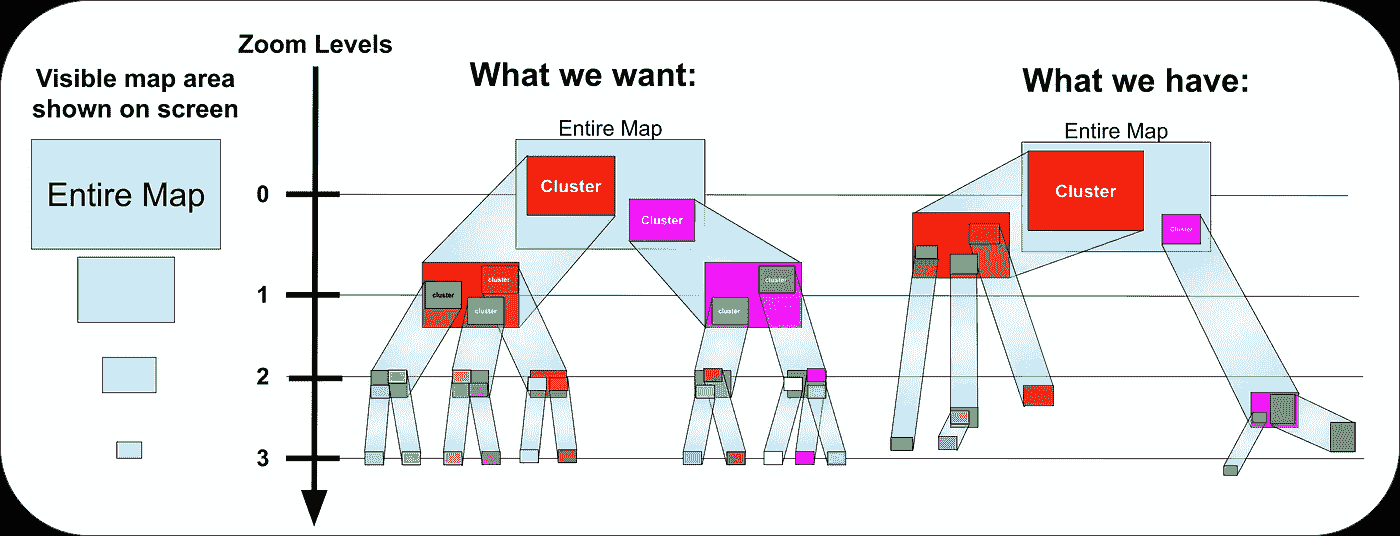 Zoom Levels
Visible map area
shown on screen
Entire Map
0
1
2
3
What we want:
Entire Map
Cluster
Cluster
cluster
cluster
cluster
cluster
cluster
What we have:
Entire Map
Cluster
Cluster